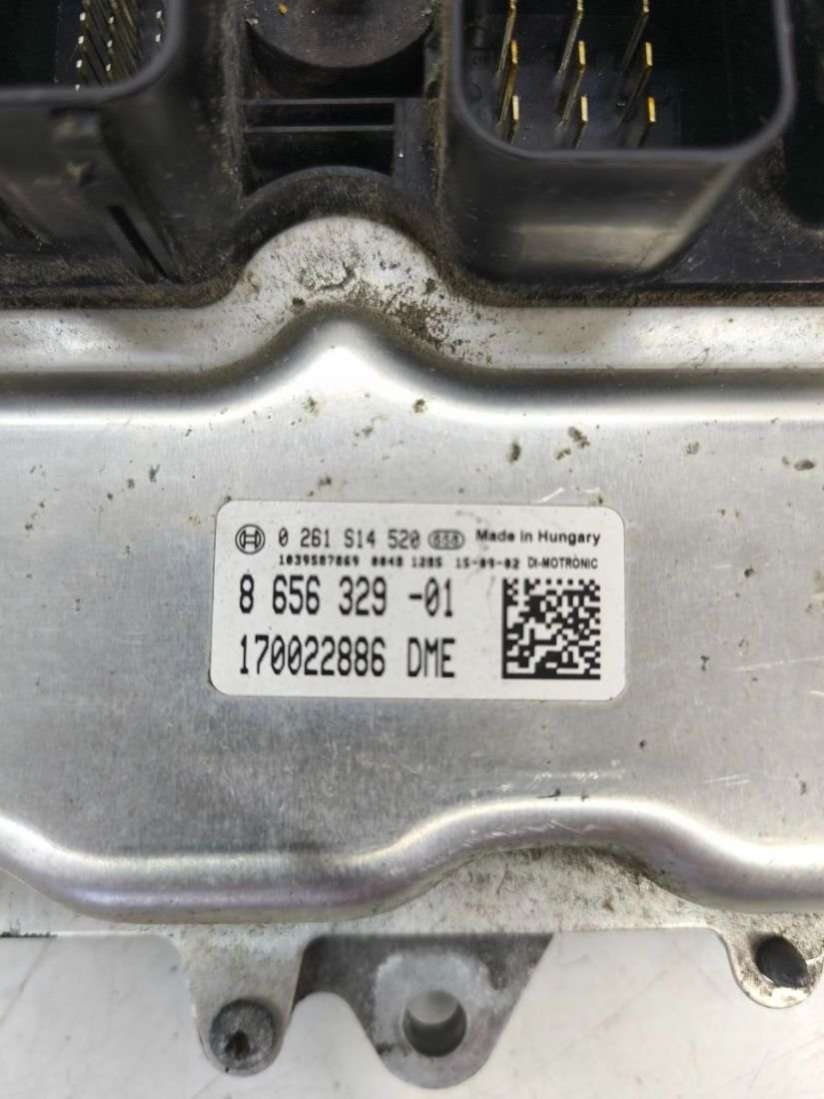 0 261 S14 520 Made in Hungary
1039S87869 0048 1285 15-09-02 DI-MOTRONIC
8 656 329 -01
170022886 DME